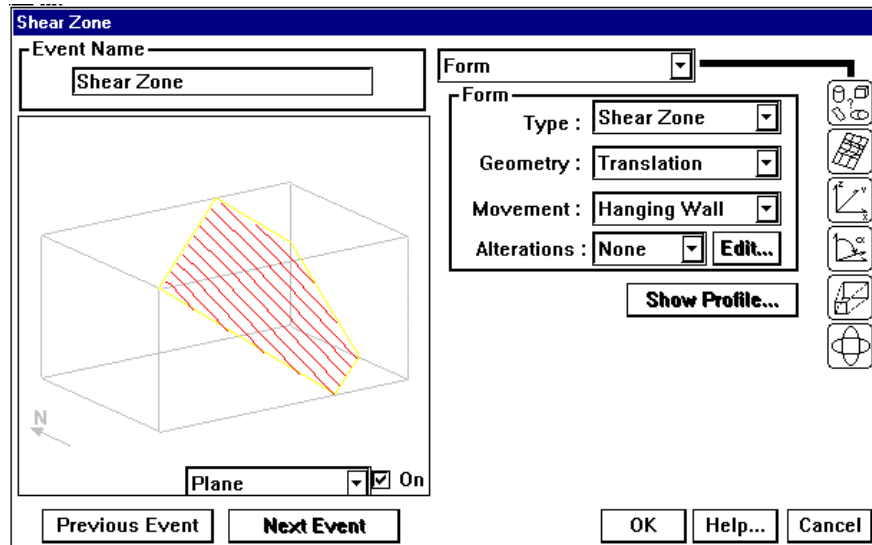 Shear Zone
Event Name
Shear Zone
Form
Form
Type : Shear Zone
Geometry : Translation
Movement : Hanging Wall
Alterations : None Edit...
Show Profile...
N
Plane On
Previous Event Next Event OK Help... Cancel
?
z y
x
α